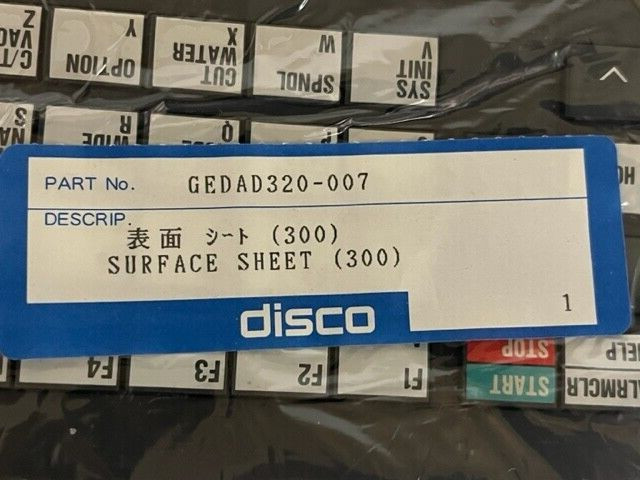 C/T/ VAC Z
OPTION Y
CUT WATER X
SPNDL W
SYS INIT V
S
WIDE R
Q
P
PART No. GEDAD320-007
DESCRIP.
表面 シート (300)
SURFACE SHEET (300)
1
disco
F4
F3
F2
F1
STOP
START
ALRMCLR